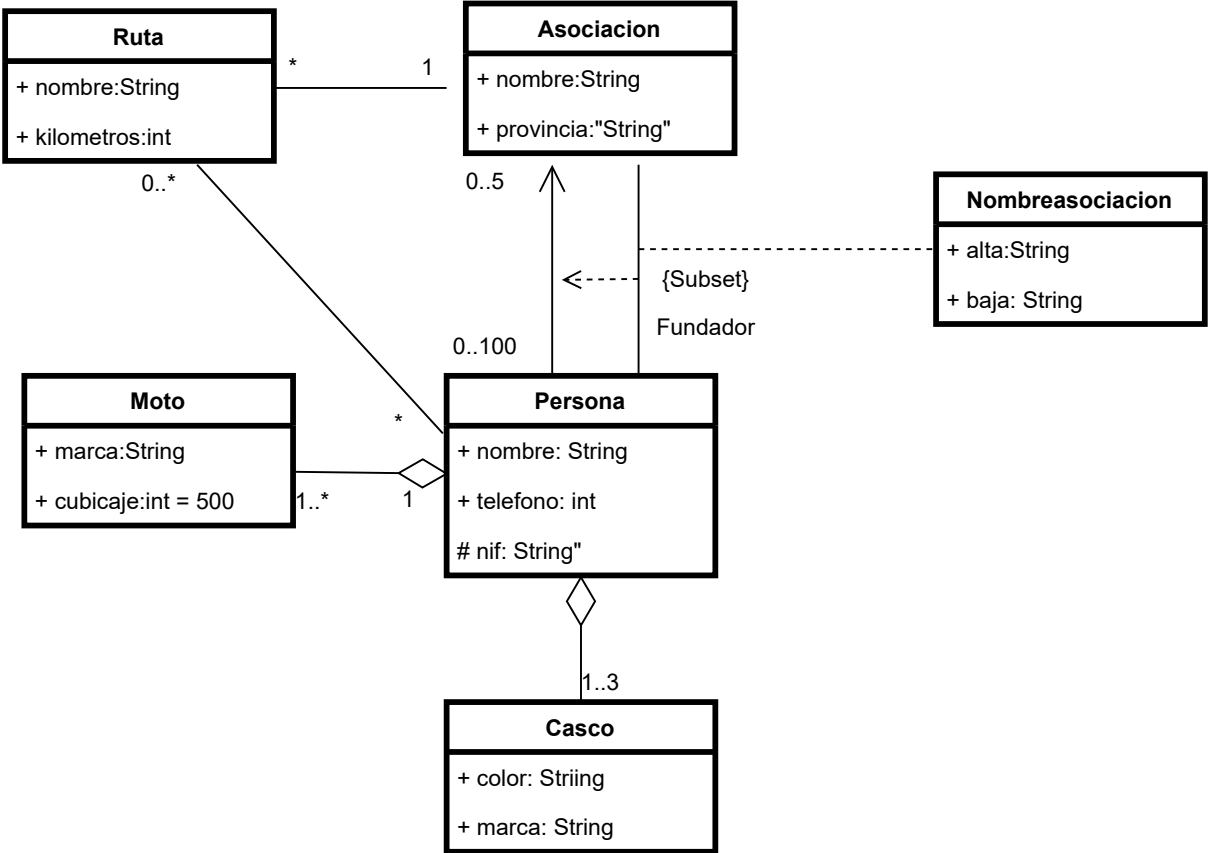 Ruta
+ nombre:String
+ kilometros:int
*
1
Asociacion
+ nombre:String
+ provincia:"String"
0..*
0..5
Nombreasociacion
+ alta:String
+ baja: String
{Subset}
Fundador
0..100
Moto
+ marca:String
+ cubicaje:int = 500
1..*
1
*
Persona
+ nombre: String
+ telefono: int
# nif: String"
1..3
Casco
+ color: Striing
+ marca: String